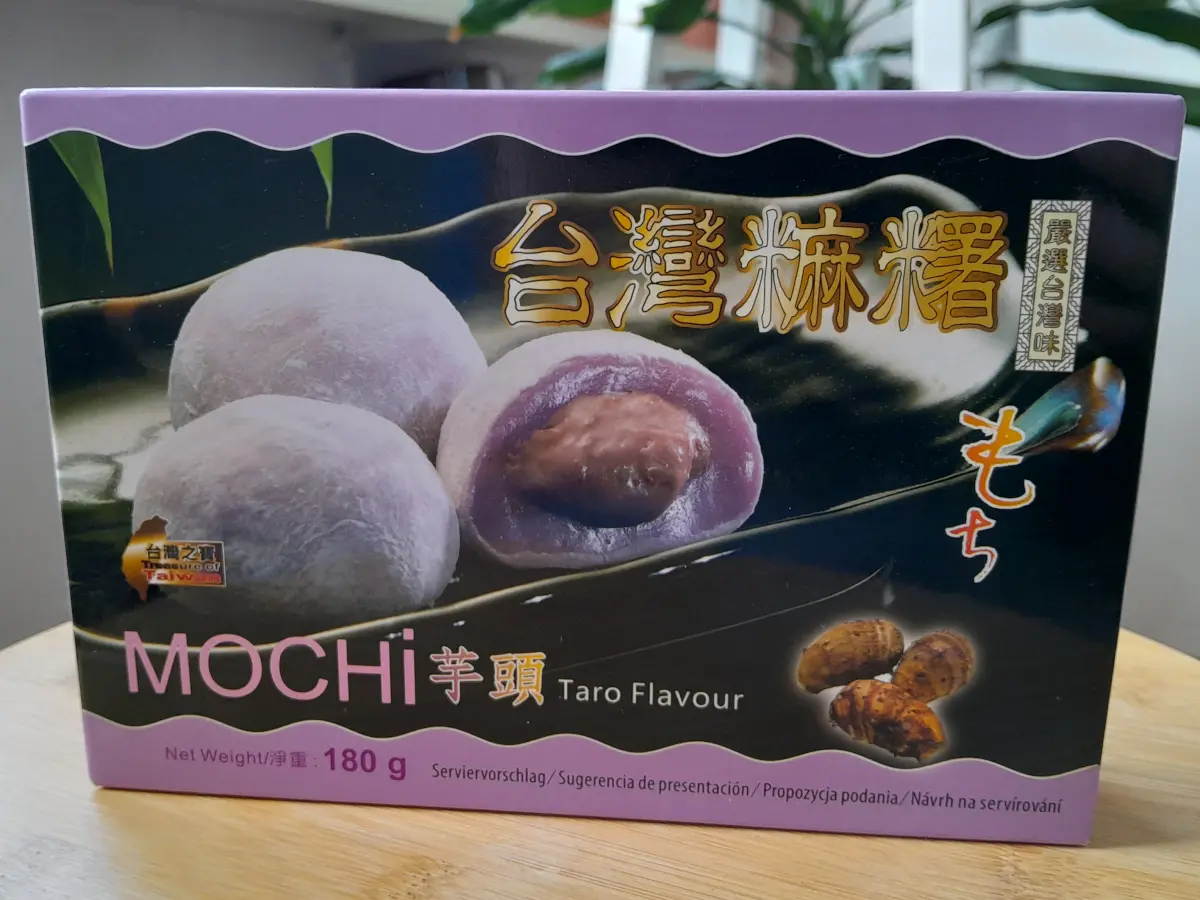 台灣麻糬
嚴選台灣味
もち
台灣之寶
Treasure of
Taiwan
MOCHi 芋頭 Taro Flavour
Net Weight/淨重 : 180 g
Serviervorschlag/Sugerencia de presentación/Propozycja podania/Návrh na servírování